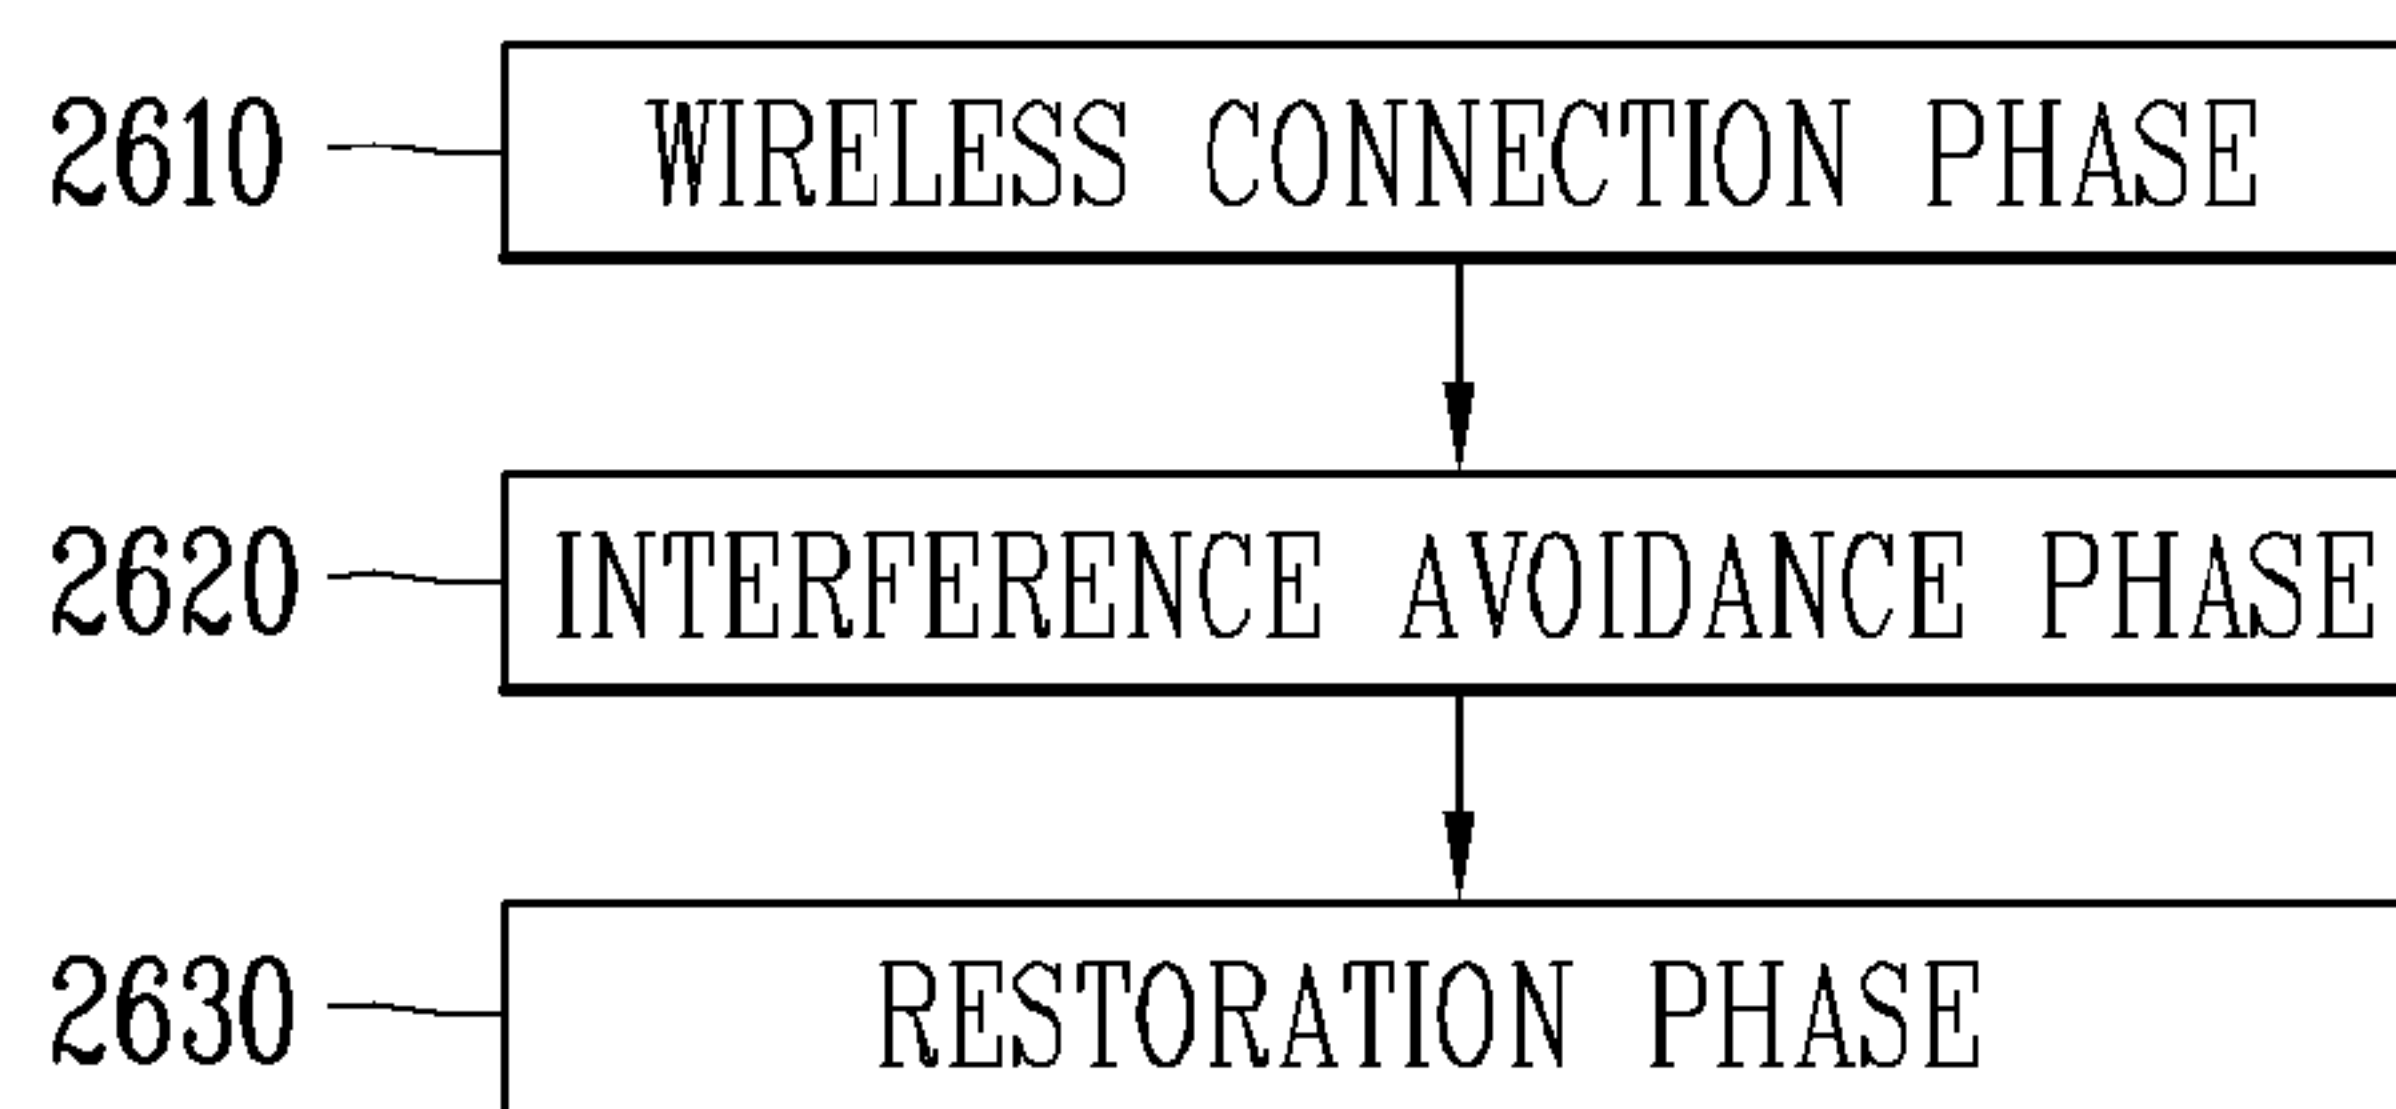 2610 WIRELESS CONNECTION PHASE
2620 INTERFERENCE AVOIDANCE PHASE
2630 RESTORATION PHASE